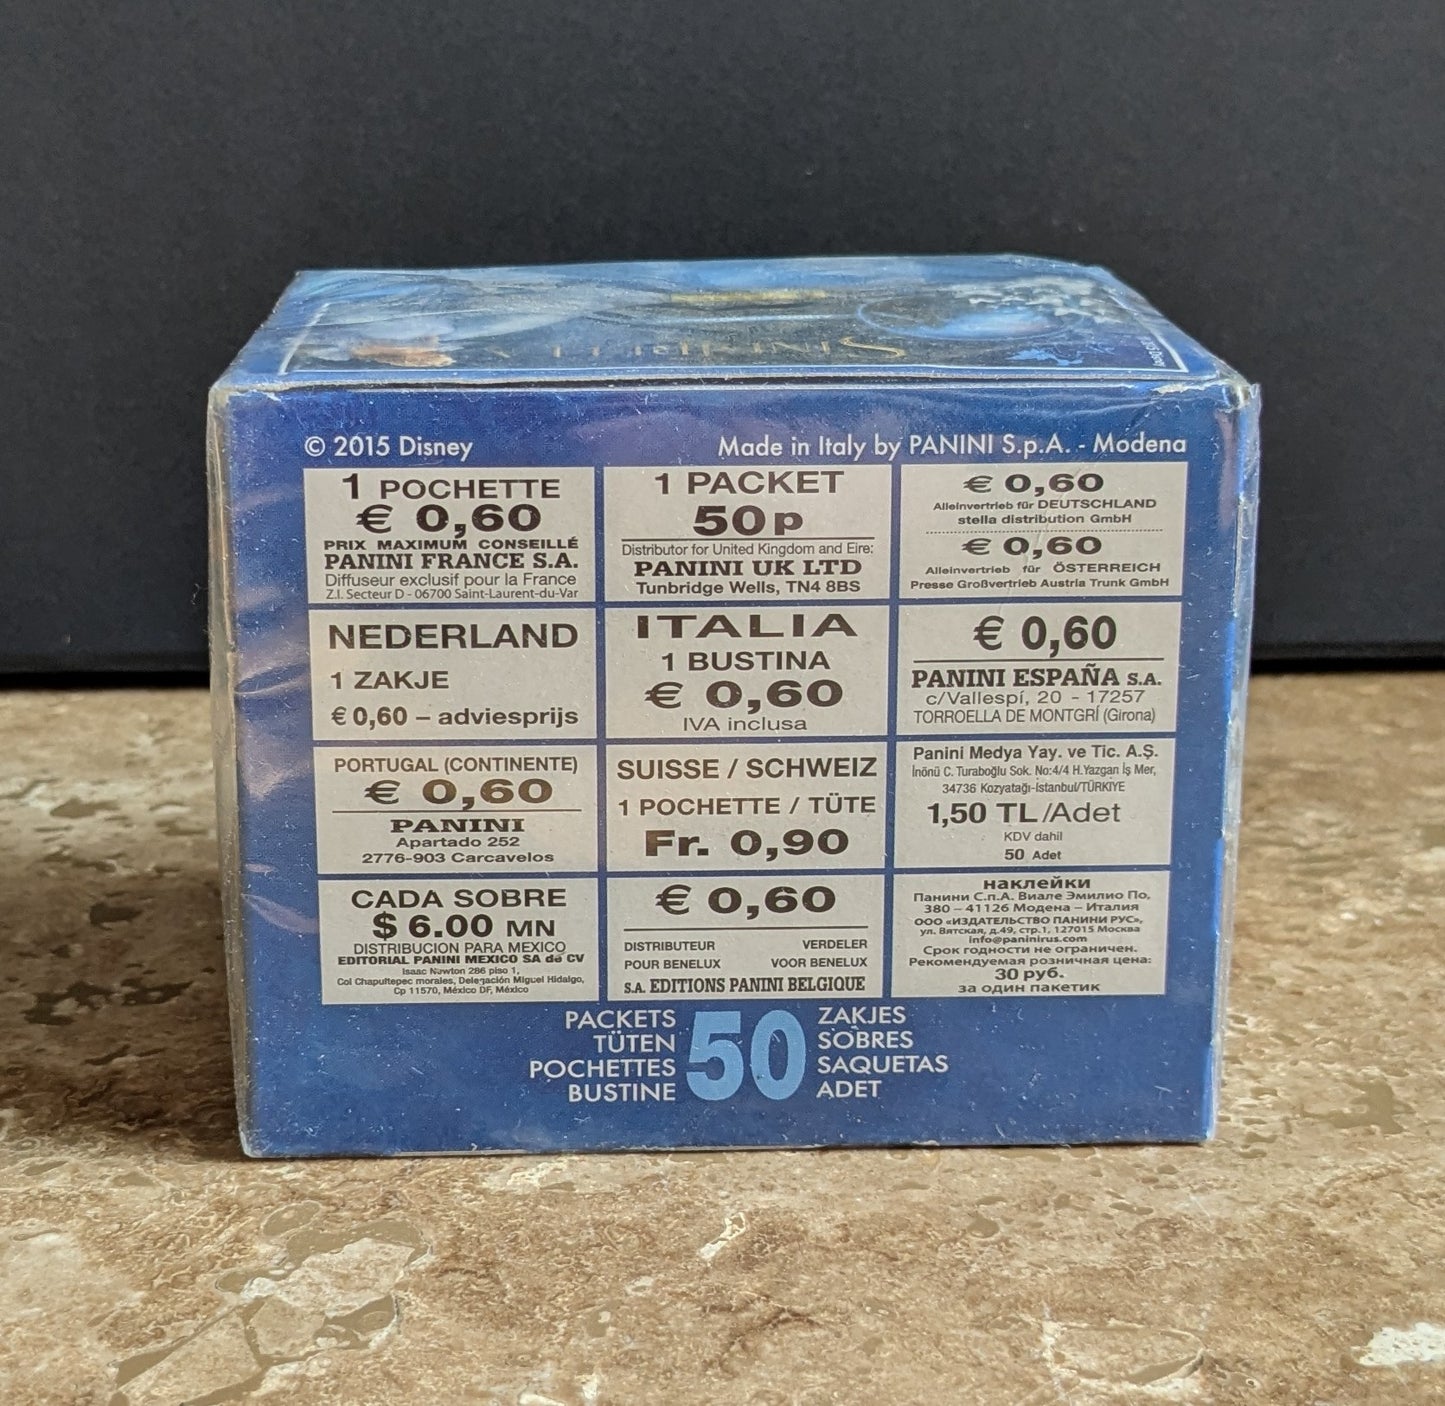 © 2015 Disney
Made in Italy by PANINI S.p.A. - Modena
1 POCHETTE
€ 0,60
PRIX MAXIMUM CONSEILLÉ
PANINI FRANCE S.A.
Diffuseur exclusif pour la France
Z.I. Secteur D - 06700 Saint-Laurent-du-Var
1 PACKET
50p
Distributor for United Kingdom and Eire:
PANINI UK LTD
Tunbridge Wells, TN4 8BS
€ 0,60
Alleinvertrieb für DEUTSCHLAND
stella distribution GmbH
€ 0,60
Alleinvertrieb für ÖSTERREICH
Presse Großvertrieb Austria Trunk GmbH
NEDERLAND
1 ZAKJE
€ 0,60 – adviesprijs
ITALIA
1 BUSTINA
€ 0,60
IVA inclusa
€ 0,60
PANINI ESPAÑA S.A.
c/Vallespí, 20 - 17257
TORROELLA DE MONTGRÍ (Girona)
PORTUGAL (CONTINENTE)
€ 0,60
PANINI
Apartado 252
2776-903 Carcavelos
SUISSE / SCHWEIZ
1 POCHETTE / TÜTE
Fr. 0,90
Panini Medya Yay. ve Tic. A.Ş.
İnönü C. Turaboğlu Sok. No:4/4 H.Yazgan İş Mer,
34736 Kozyatağı-İstanbul/TÜRKİYE
1,50 TL/Adet
KDV dahil
50 Adet
CADA SOBRE
$ 6.00 MN
DISTRIBUCION PARA MEXICO
EDITORIAL PANINI MEXICO SA de CV
Isaac Newton 286 piso 1,
Col Chapultepec morales, Delegación Miguel Hidalgo,
Cp 11570, México DF, México
€ 0,60
DISTRIBUTEUR VERDELER
POUR BENELUX VOOR BENELUX
S.A. EDITIONS PANINI BELGIQUE
наклейки
Панини С.п.А. Виале Эмилио По,
380 – 41126 Модена – Италия
ООО «ИЗДАТЕЛЬСТВО ПАНИНИ РУС»,
ул. Вятская, д.49, стр.1, 127015 Москва
info@paninirus.com
Срок годности не ограничен.
Рекомендуемая розничная цена:
30 руб.
за один пакетик
PACKETS
TÜTEN
POCHETTES
BUSTINE
50
ZAKJES
SOBRES
SAQUETAS
ADET